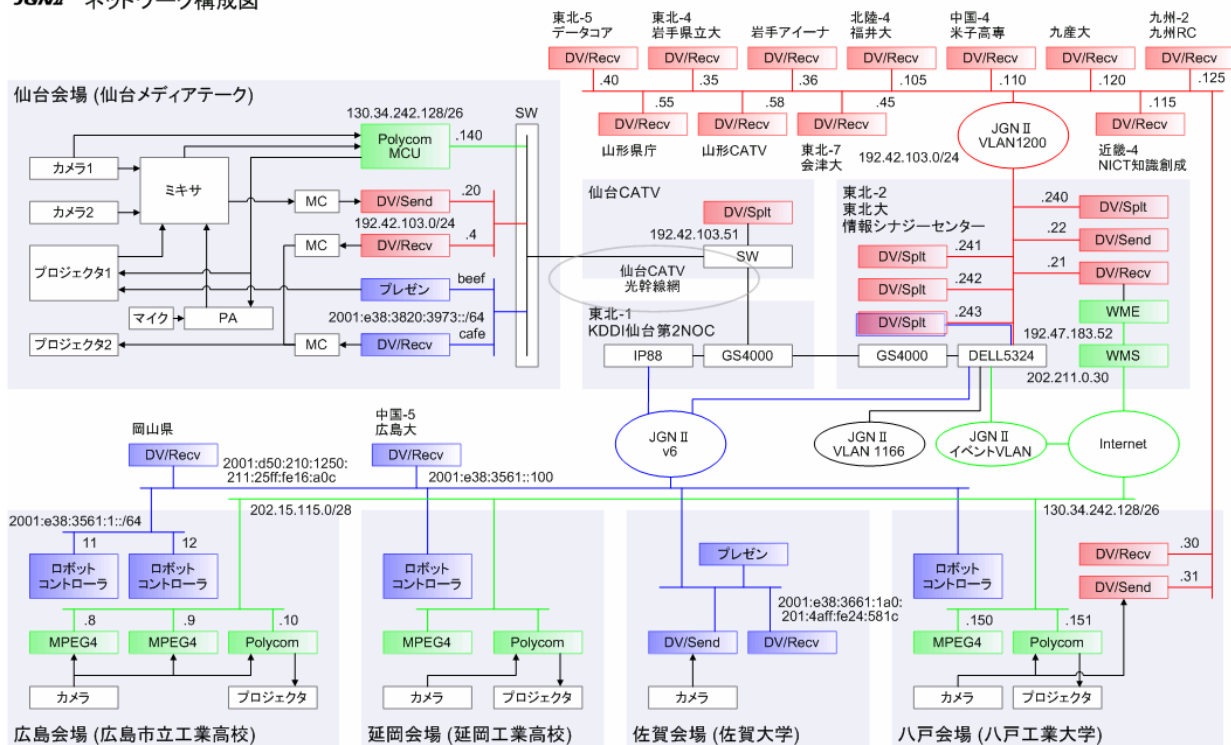 JGNⅡ ネットワーク構成図
東北-5
データコア
DV/Recv
.40
東北-4
岩手県立大
DV/Recv
.35
岩手アイーナ
DV/Recv
.36
北陸-4
福井大
DV/Recv
.105
中国-4
米子高専
DV/Recv
.110
九産大
DV/Recv
.120
九州-2
九州RC
DV/Recv
.125
.55
DV/Recv
山形県庁
.58
DV/Recv
山形CATV
.45
DV/Recv
東北-7
会津大
192.42.103.0/24
JGNⅡ
VLAN1200
.115
DV/Recv
近畿-4
NICT知識創成
仙台会場 (仙台メディアテーク)
130.34.242.128/26
Polycom
MCU
.140
SW
カメラ1
カメラ2
ミキサ
MC
DV/Send
.20
192.42.103.0/24
MC
DV/Recv
.4
プロジェクタ1
プレゼン
beef
マイク
PA
2001:e38:3820:3973::/64
プロジェクタ2
MC
DV/Recv
cafe
仙台CATV
DV/Splt
192.42.103.51
SW
仙台CATV
光幹線網
東北-1
KDDI仙台第2NOC
IP88
GS4000
東北-2
東北大
情報シナジーセンター
.240
DV/Splt
.22
DV/Send
.21
DV/Recv
DV/Splt
.241
DV/Splt
.242
DV/Splt
.243
WME
192.47.183.52
WMS
202.211.0.30
GS4000
DELL5324
JGNⅡ
v6
JGNⅡ
VLAN 1166
JGNⅡ
イベントVLAN
Internet
岡山県
DV/Recv
2001:d50:210:1250:
211:25ff:fe16:a0c
中国-5
広島大
DV/Recv
2001:e38:3561::100
202.15.115.0/28
130.34.242.128/26
2001:e38:3561:1::/64
11
ロボット
コントローラ
12
ロボット
コントローラ
.8
MPEG4
.9
MPEG4
.10
Polycom
カメラ
プロジェクタ
広島会場 (広島市立工業高校)
ロボット
コントローラ
MPEG4
Polycom
カメラ
プロジェクタ
延岡会場 (延岡工業高校)
プレゼン
2001:e38:3661:1a0:
201:4aff:fe24:581c
DV/Send
DV/Recv
カメラ
佐賀会場 (佐賀大学)
ロボット
コントローラ
DV/Recv
.30
DV/Send
.31
MPEG4
.150
Polycom
.151
カメラ
プロジェクタ
八戸会場 (八戸工業大学)